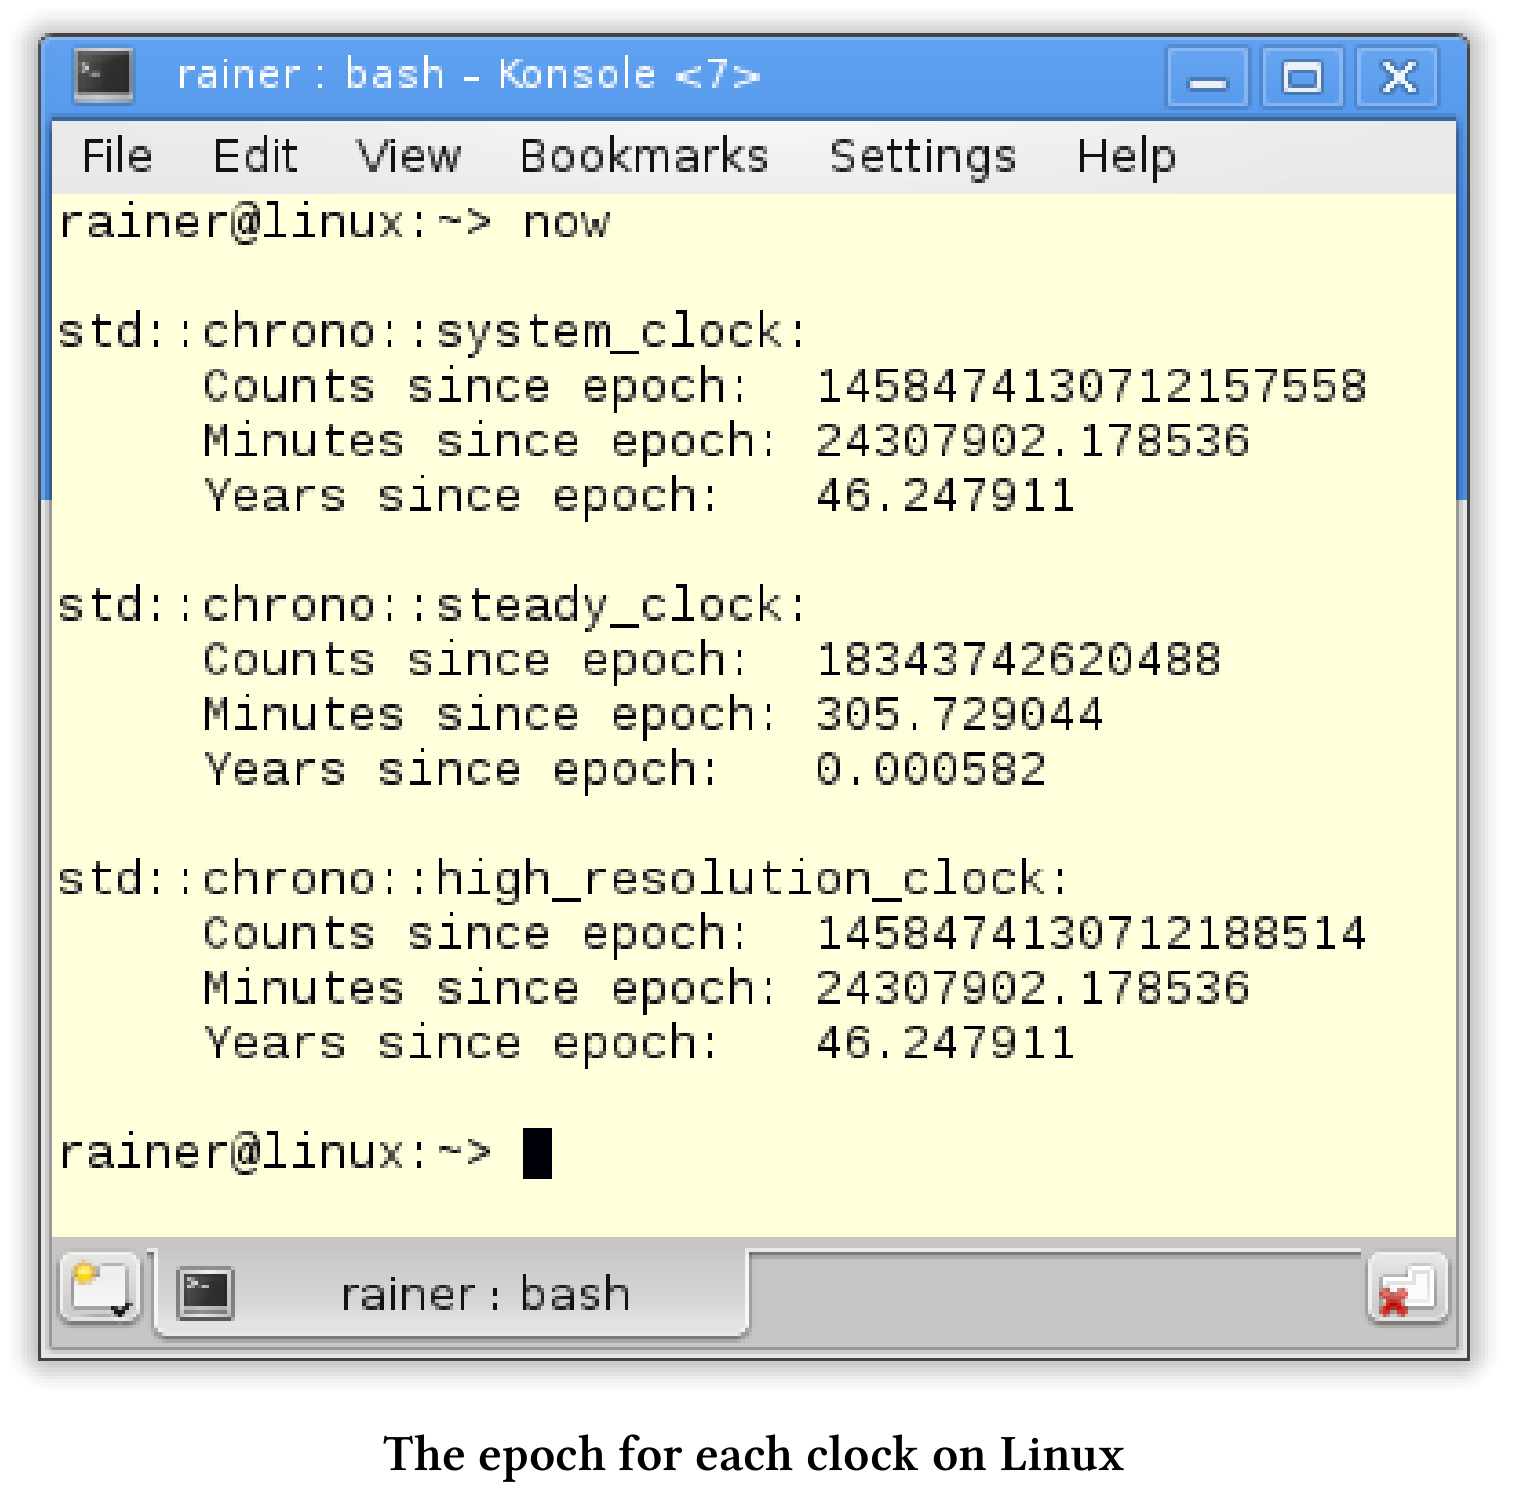 rainer : bash – Konsole <7>
File Edit View Bookmarks Settings Help
rainer@linux:~> now
std::chrono::system_clock:
Counts since epoch: 1458474130712157558
Minutes since epoch: 24307902.178536
Years since epoch: 46.247911
std::chrono::steady_clock:
Counts since epoch: 18343742620488
Minutes since epoch: 305.729044
Years since epoch: 0.000582
std::chrono::high_resolution_clock:
Counts since epoch: 1458474130712188514
Minutes since epoch: 24307902.178536
Years since epoch: 46.247911
rainer@linux:~>
rainer : bash
The epoch for each clock on Linux